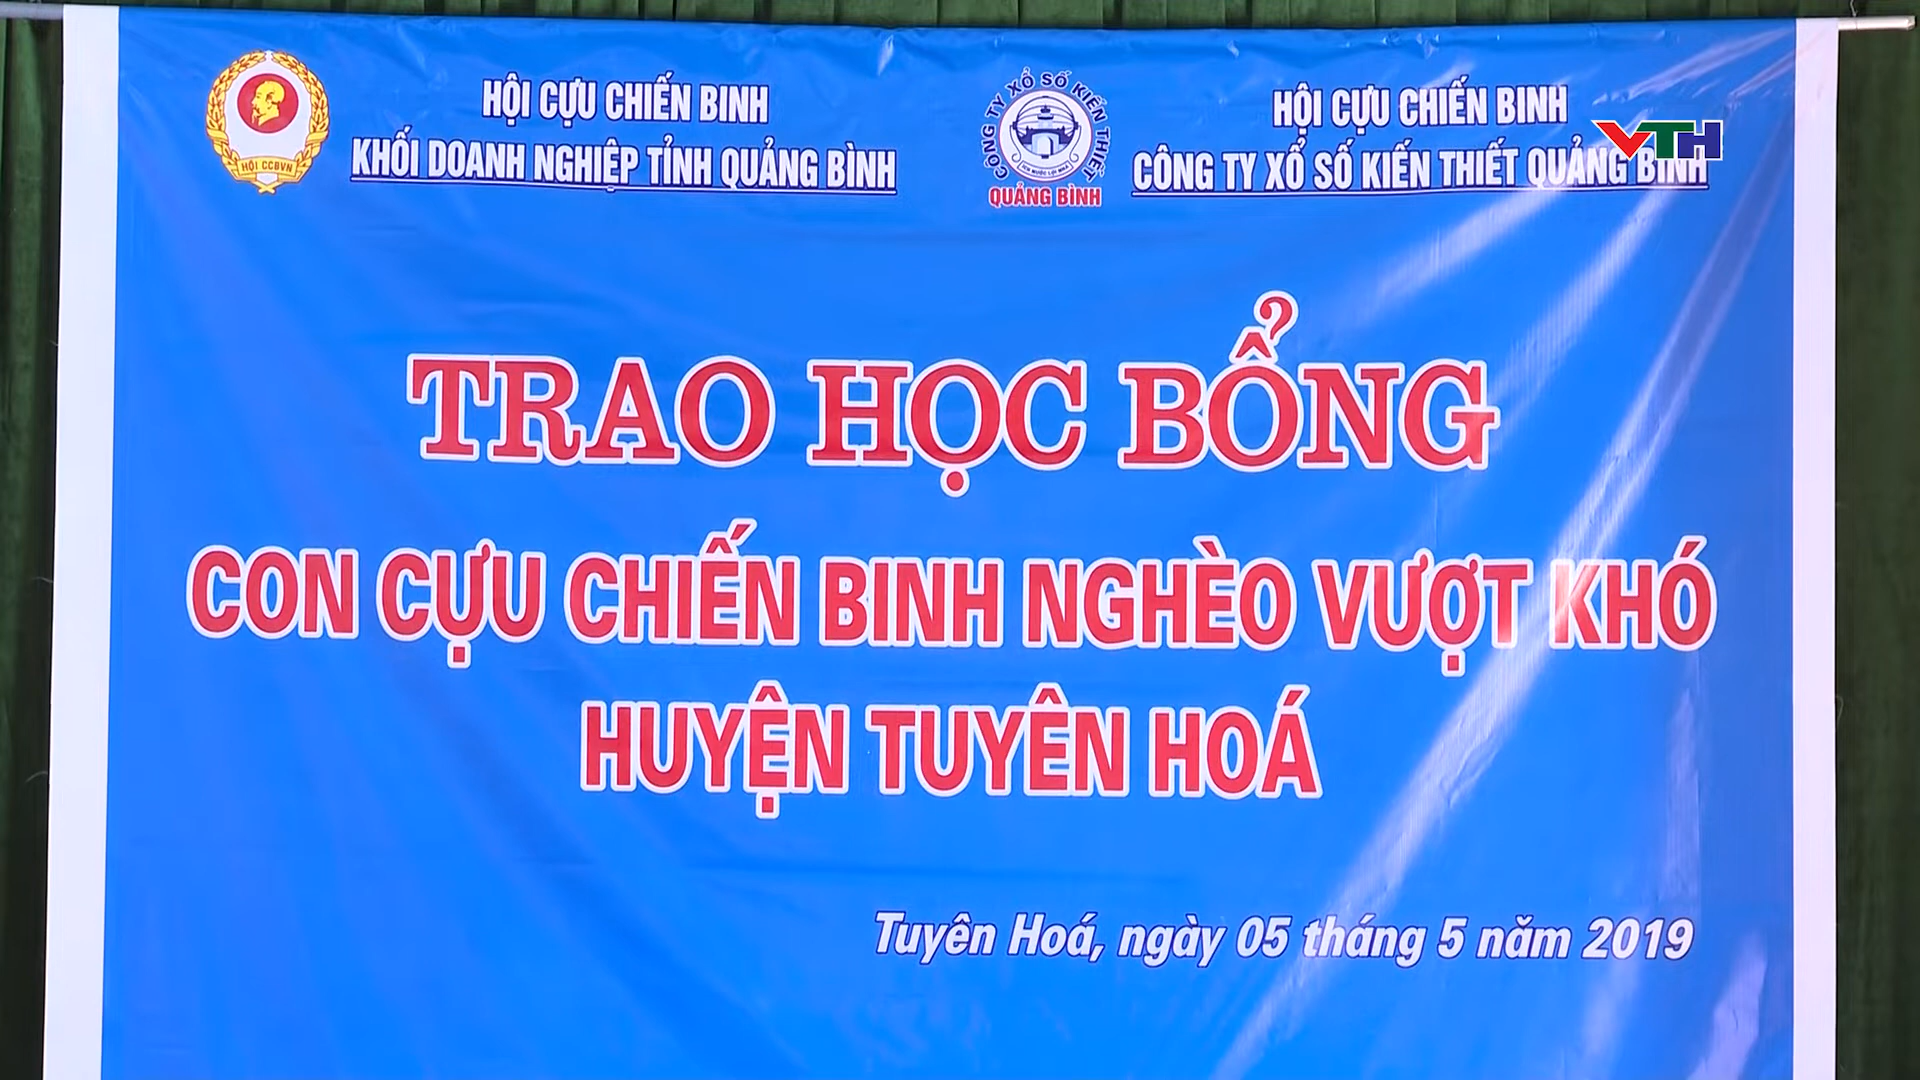 HỘI CỰU CHIẾN BINH
KHỐI DOANH NGHIỆP TỈNH QUẢNG BÌNH
HỘI CCBVN
CÔNG TY XỔ SỐ KIẾN THIẾT
QUẢNG BÌNH
HỘI CỰU CHIẾN BINH
CÔNG TY XỔ SỐ KIẾN THIẾT QUẢNG BÌNH
VTH
TRAO HỌC BỔNG
CON CỰU CHIẾN BINH NGHÈO VƯỢT KHÓ
HUYỆN TUYÊN HOÁ
Tuyên Hoá, ngày 05 tháng 5 năm 2019